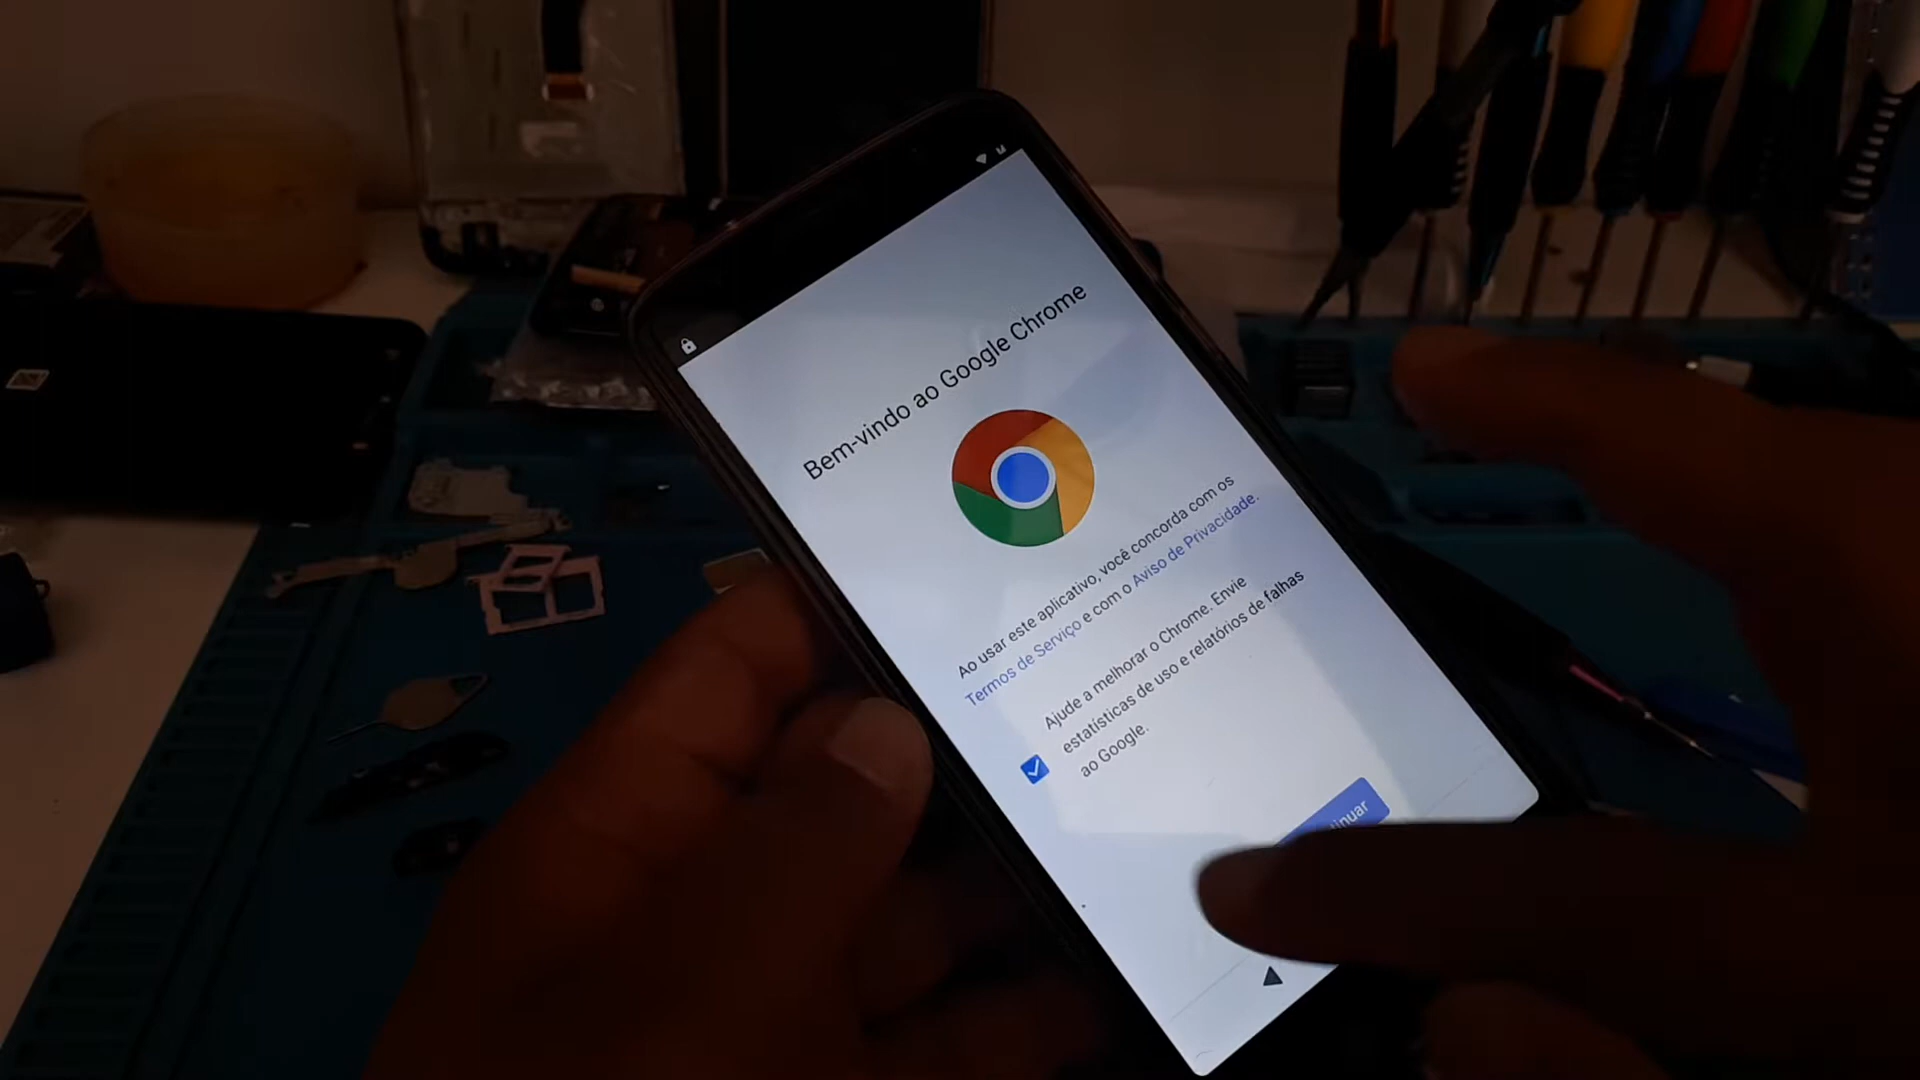 Bem-vindo ao Google Chrome
Ao usar este aplicativo, você concorda com os
Termos de Serviço e com o Aviso de Privacidade.
Ajude a melhorar o Chrome. Envie
estatísticas de uso e relatórios de falhas
ao Google.